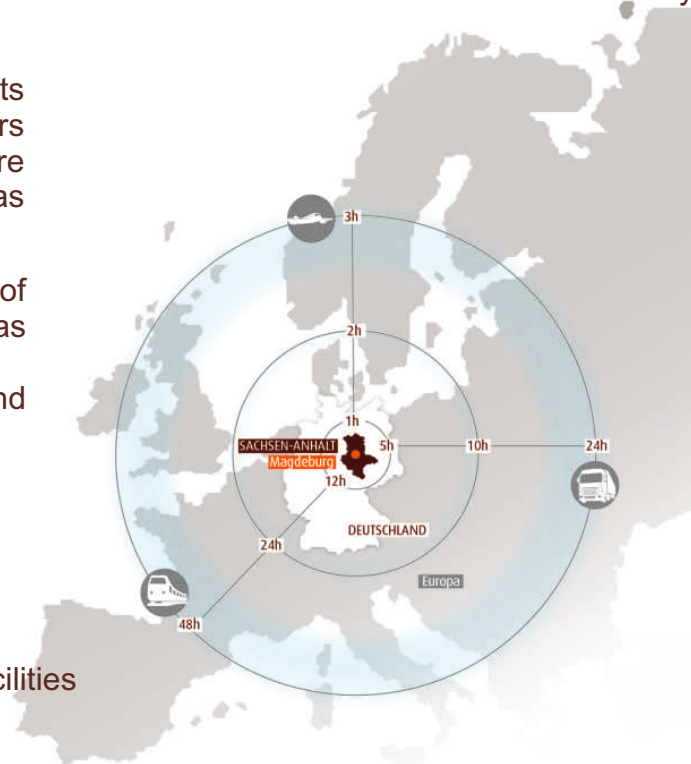 y
ts
rs
re
as
of
as
nd
cilities
3h
2h
1h
SACHSEN-ANHALT
5h
10h
24h
Magdeburg
12h
DEUTSCHLAND
24h
Europa
48h